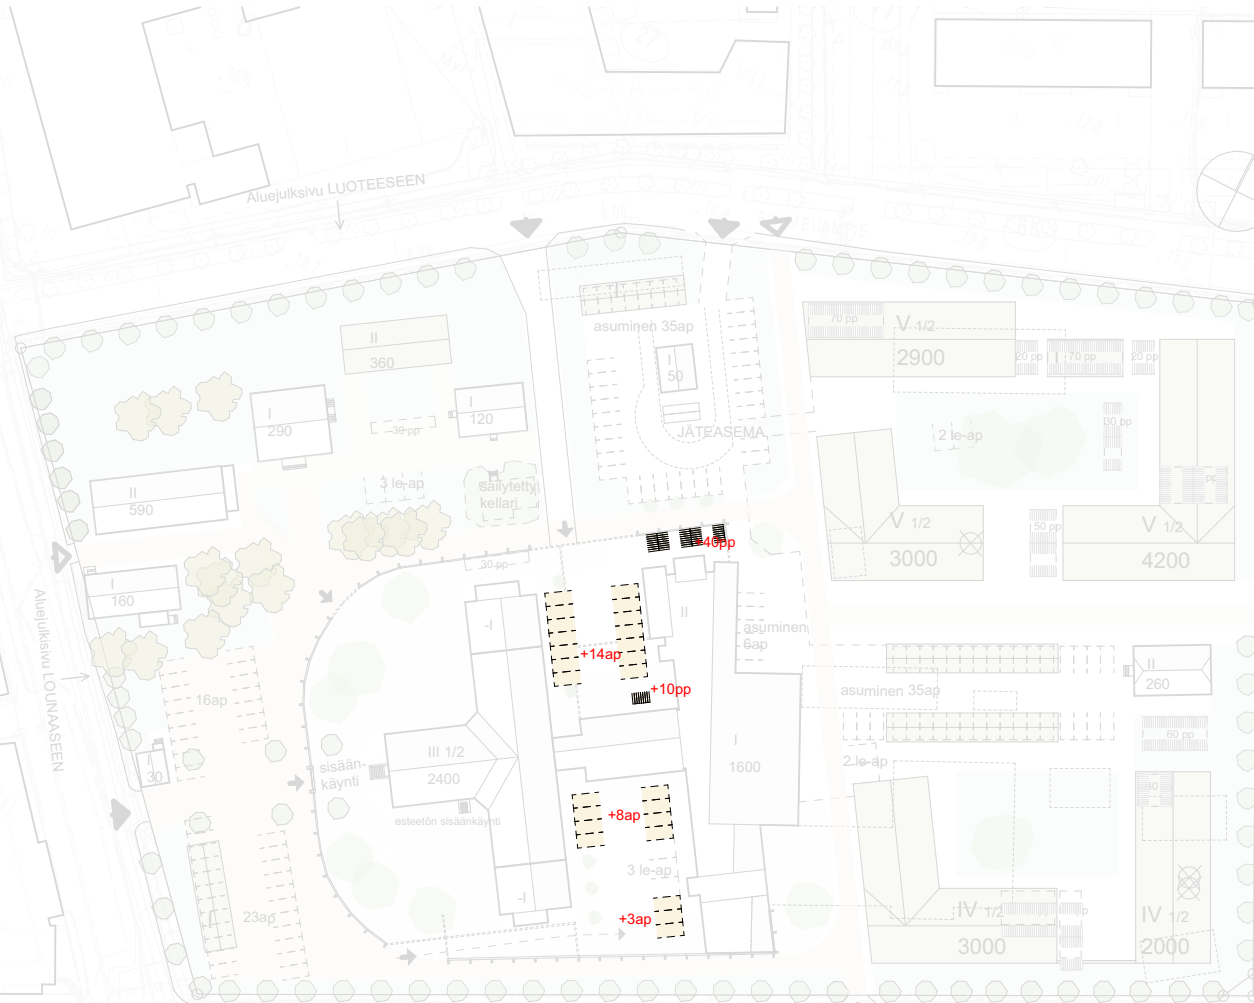 Aluejulksivu LUOTEESEEN
II
360
asuminen 35ap
I
50
JÄTEASEMA
70 pp
V 1/2
2900
20 pp
I
70 pp
20 pp
I
290
I
120
30 pp
2 le-ap
30 pp
II
590
3 le-ap
säilytetty
kellari
pp
V 1/2
3000
50 pp
V 1/2
4200
+40pp
30 pp
I
160
-I
II
asuminen
6ap
+14ap
+10pp
Aluejulkisivu LOUNAASEEN
16ap
asuminen 35ap
II
260
60 pp
2 le-ap
I
30
sisään-
käynti
III 1/2
2400
I
1600
esteetön sisäänkäynti
+8ap
3 le-ap
-I
23ap
+3ap
IV 1/2
3000
IV 1/2
2000